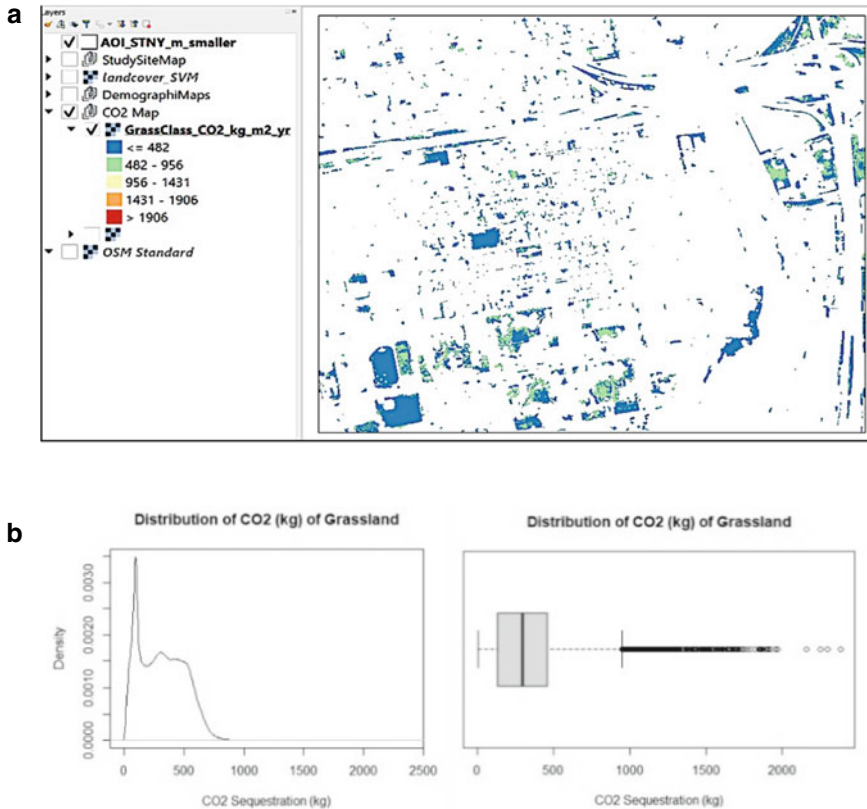 a
Layers
AOI_STNY_m_smaller
StudySiteMap
landcover_SVM
DemographiMaps
CO2 Map
GrassClass_CO2_kg_m2_yr
<= 482
482 - 956
956 - 1431
1431 - 1906
> 1906
OSM Standard
b
Distribution of CO2 (kg) of Grassland
Density
0.0030
0.0020
0.0010
0.0000
0 500 1000 1500 2000 2500
CO2 Sequestration (kg)
Distribution of CO2 (kg) of Grassland
0 500 1000 1500 2000
CO2 Sequestration (kg)